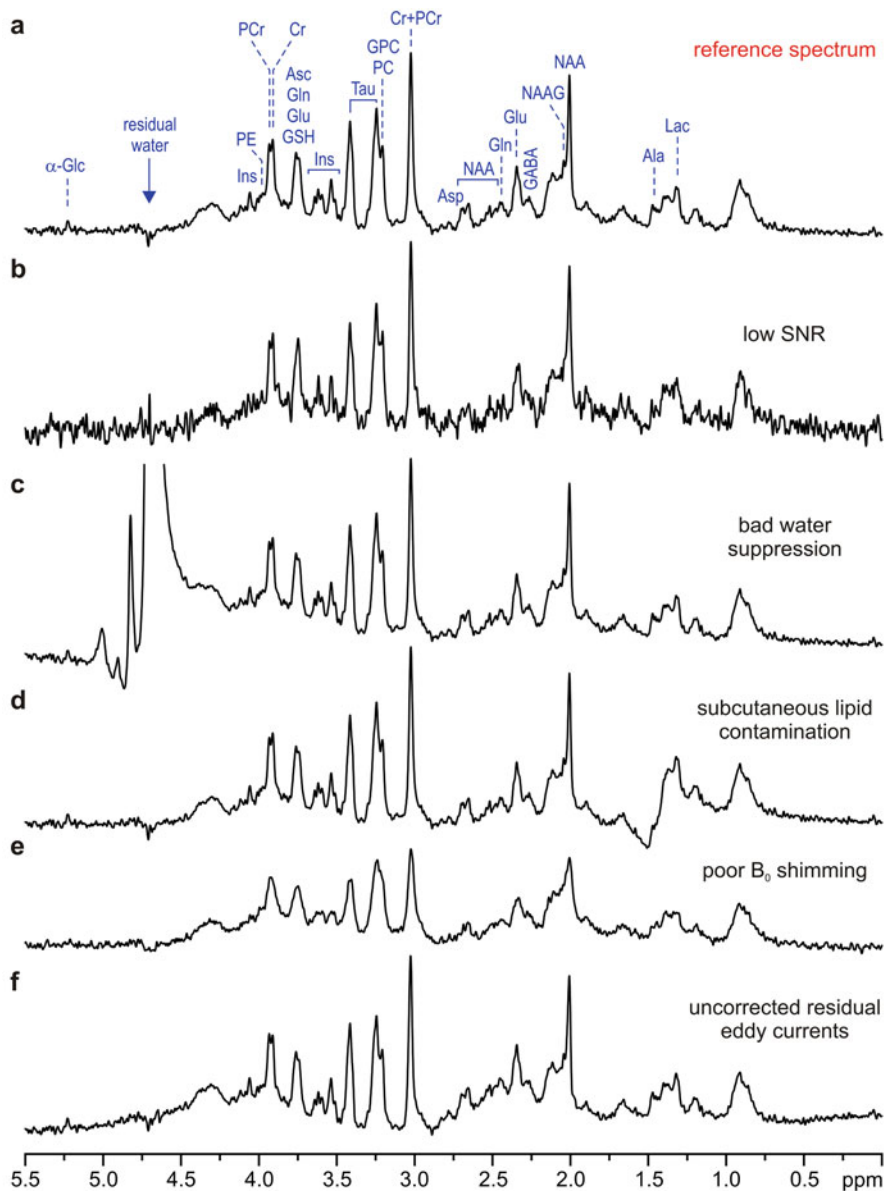 a
reference spectrum
α-Glc
residual
water
PE
Ins
PCr
Cr
Asc
Gln
Glu
GSH
Ins
Tau
GPC
PC
Cr+PCr
Asp
NAA
Gln
Glu
GABA
NAAG
NAA
Ala
Lac
b
low SNR
c
bad water
suppression
d
subcutaneous lipid
contamination
e
poor B₀ shimming
f
uncorrected residual
eddy currents
5.5 5.0 4.5 4.0 3.5 3.0 2.5 2.0 1.5 1.0 0.5 ppm